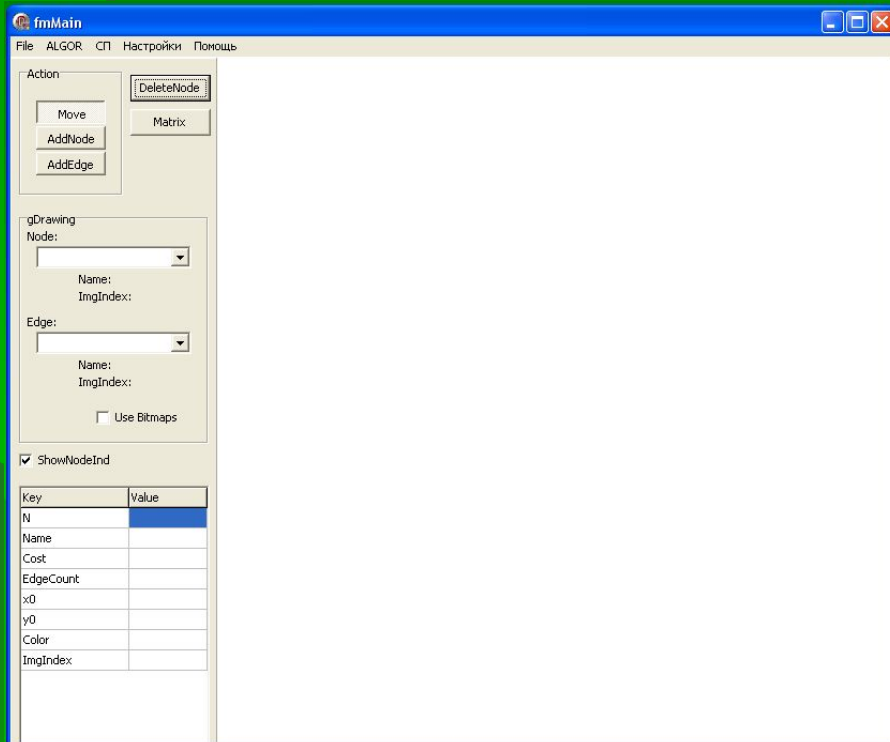 fmMain
File ALGOR СП Настройки Помощь
Action
DeleteNode
Move
Matrix
AddNode
AddEdge
gDrawing
Node:
Name:
ImgIndex:
Edge:
Name:
ImgIndex:
Use Bitmaps
ShowNodeInd
Key Value
N
Name
Cost
EdgeCount
x0
y0
Color
ImgIndex